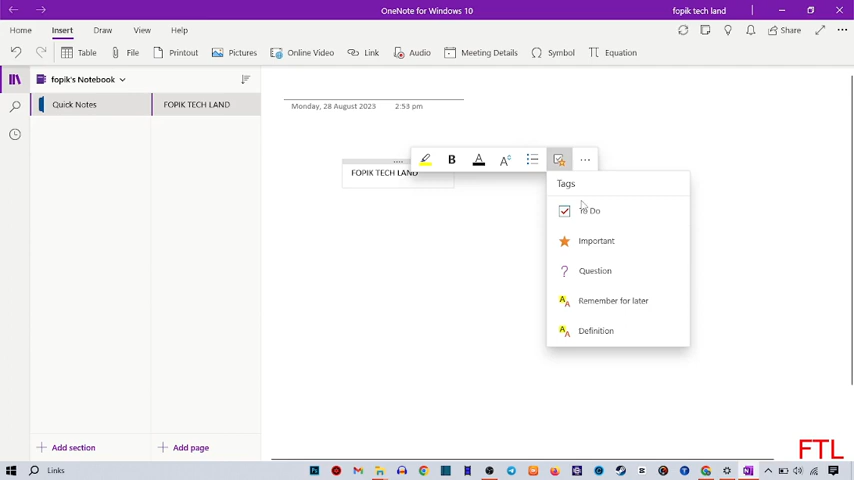 OneNote for Windows 10
fopik tech land
Home Insert Draw View Help
Share
Table File Printout Pictures Online Video Link Audio Meeting Details Symbol Equation
fopik's Notebook
Quick Notes
FOPIK TECH LAND
Monday, 28 August 2023 2:53 pm
B A A
FOPIK TECH LAND
Tags
To Do
Important
? Question
Remember for later
Definition
Add section
Add page
FTL
Links